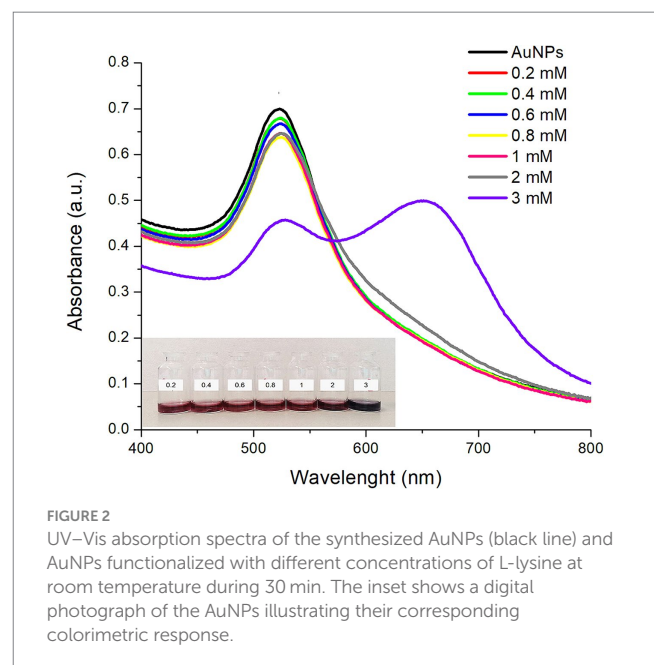 0.8
0.7
0.6
0.5
0.4
0.3
0.2
0.1
0.0
Absorbance (a.u.)
AuNPs
0.2 mM
0.4 mM
0.6 mM
0.8 mM
1 mM
2 mM
3 mM
0.2 0.4 0.6 0.8 1 2 3
400 500 600 700 800
Wavelenght (nm)
FIGURE 2
UV–Vis absorption spectra of the synthesized AuNPs (black line) and
AuNPs functionalized with different concentrations of L-lysine at
room temperature during 30 min. The inset shows a digital
photograph of the AuNPs illustrating their corresponding
colorimetric response.